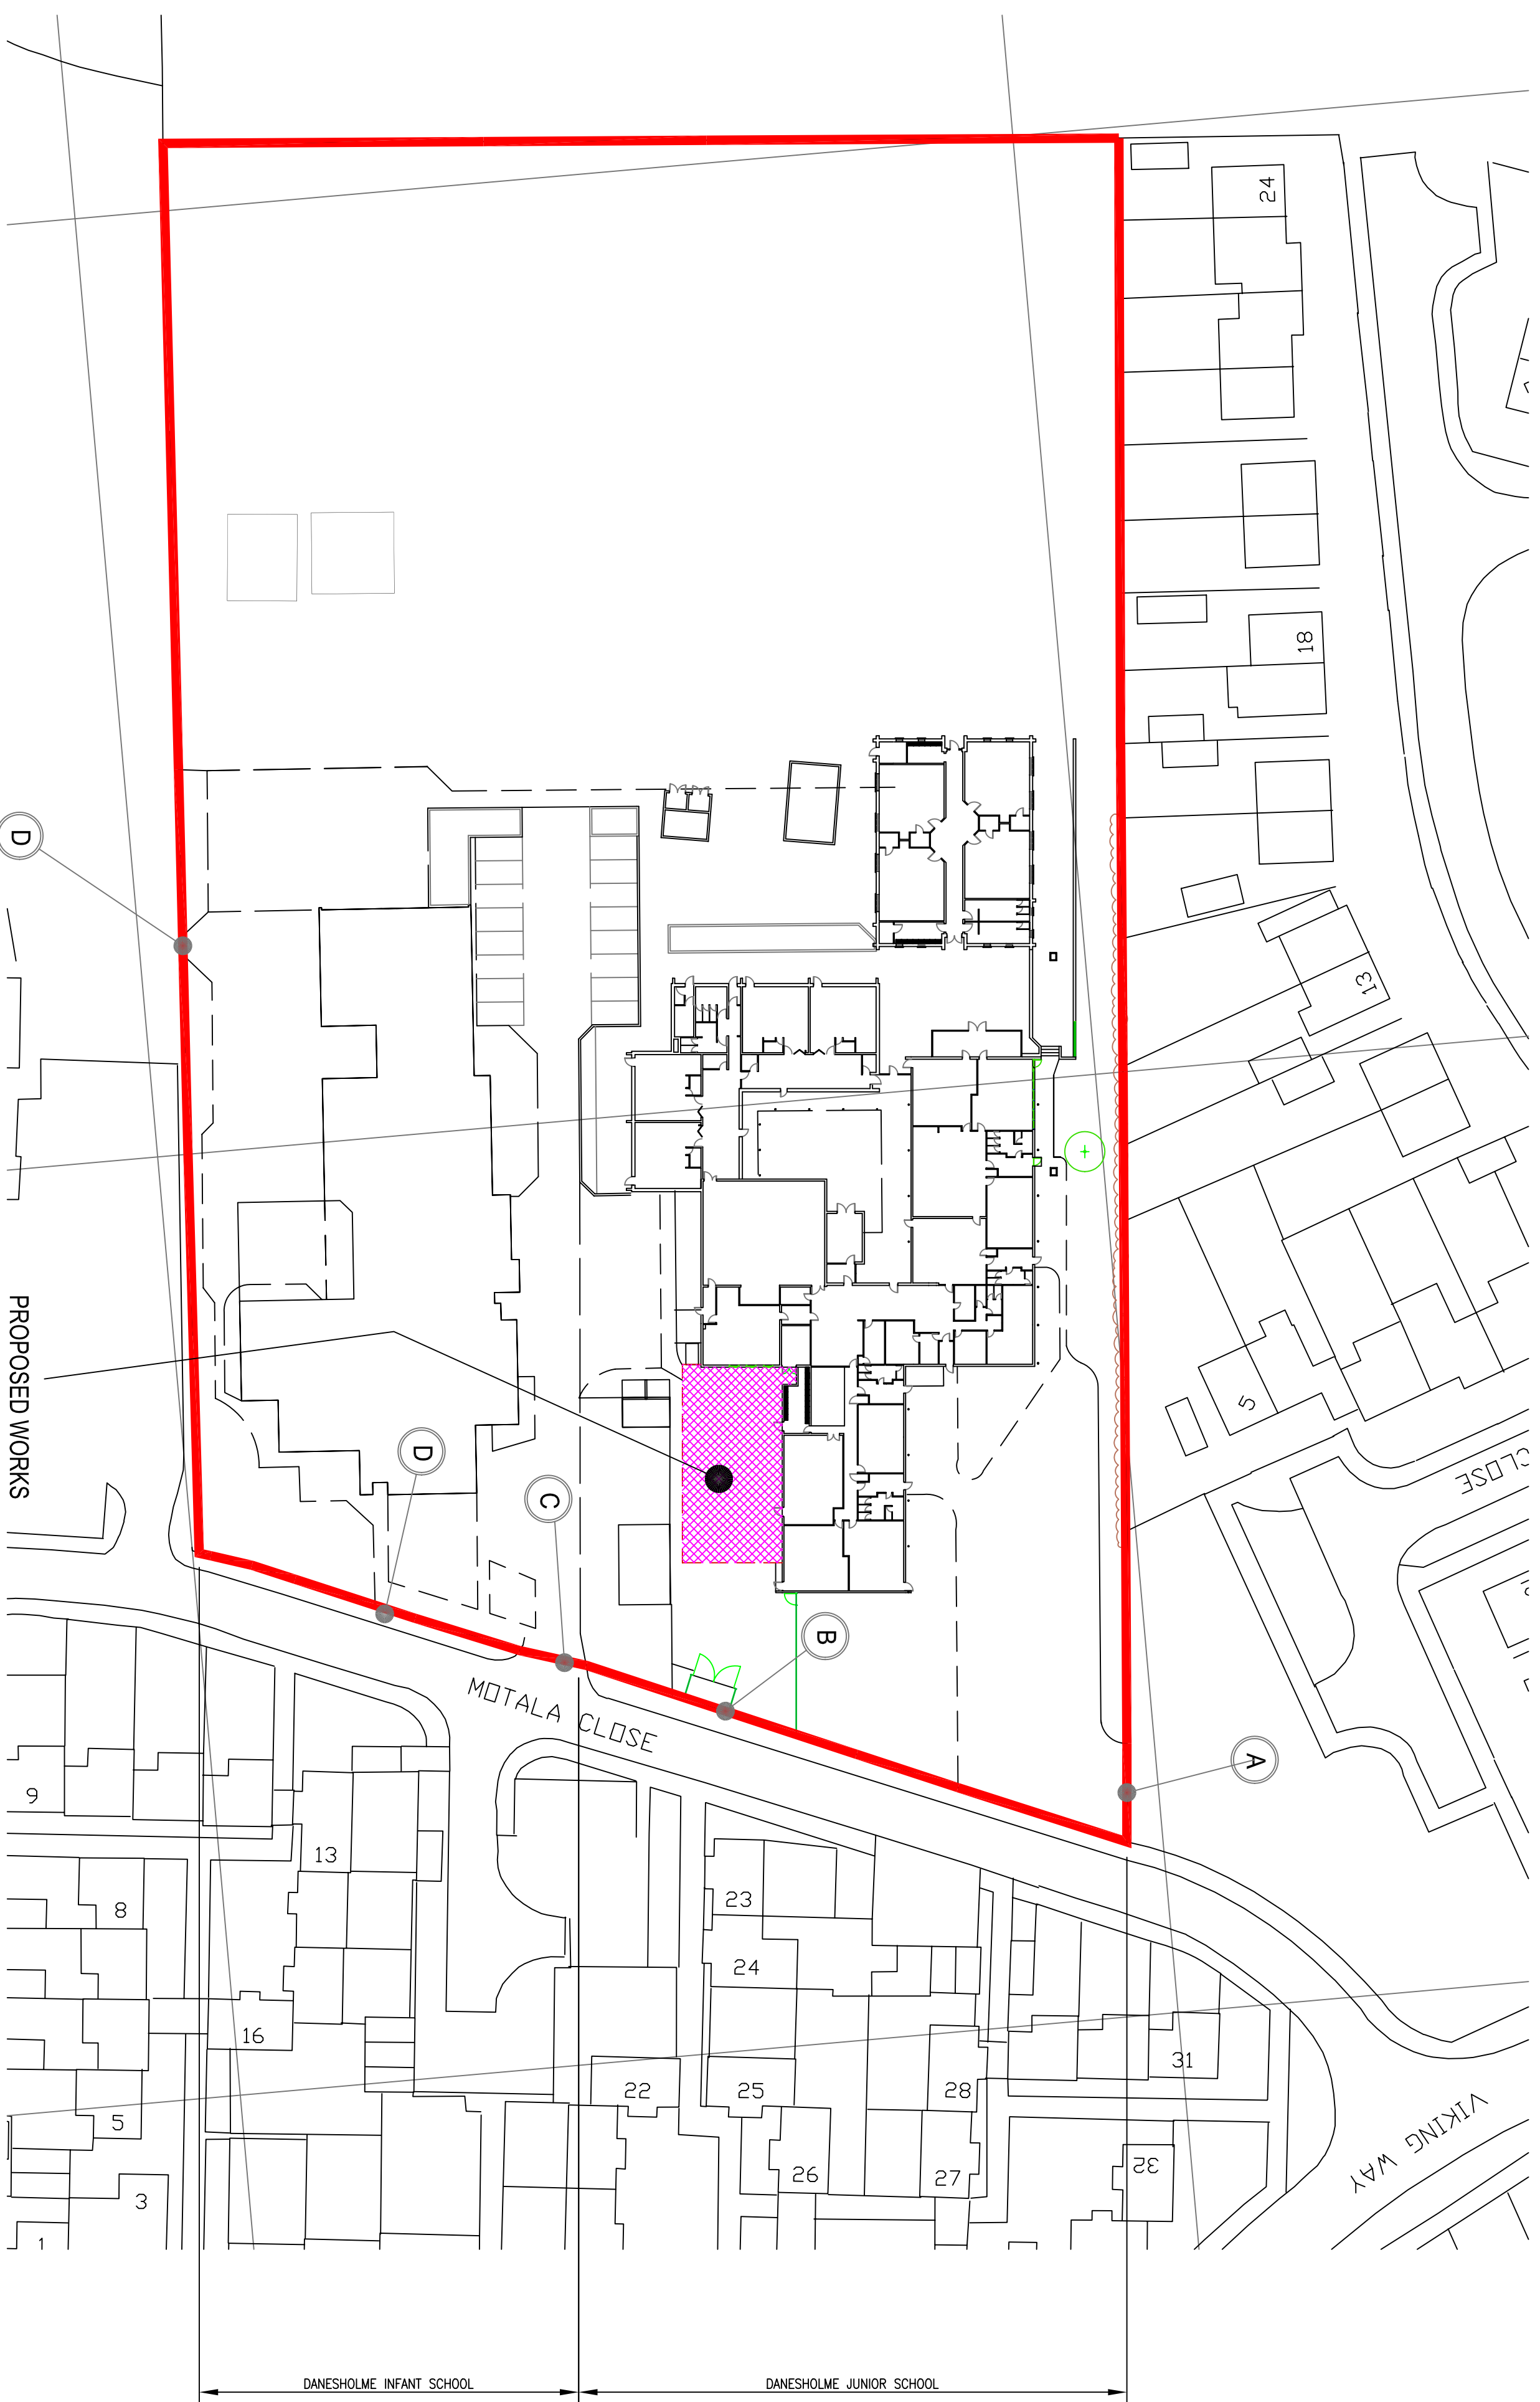 24
18
13
5
CLOSE
D
PROPOSED WORKS
D
C
B
A
MOTALA CLOSE
9
13
8
16
5
3
1
23
24
22
25
26
28
27
31
32
VIKING WAY
DANESHOLME INFANT SCHOOL
DANESHOLME JUNIOR SCHOOL